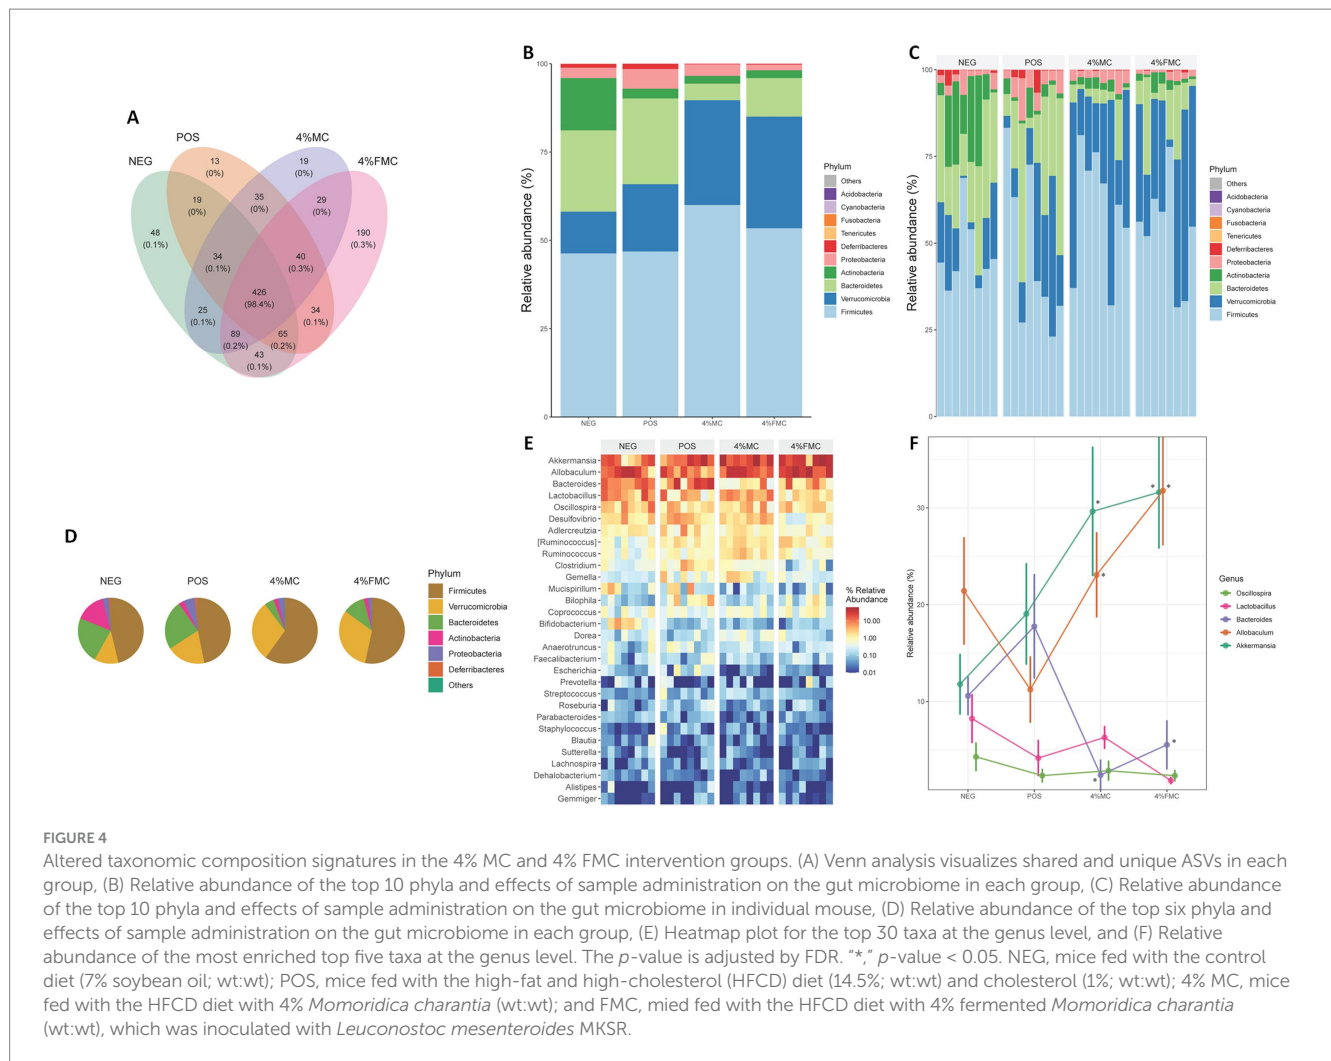 A
NEG
POS
4%MC
4%FMC
13
(0%)
19
(0%)
19
(0%)
35
(0%)
29
(0%)
48
(0.1%)
190
(0.3%)
34
(0.1%)
40
(0.3%)
426
(98.4%)
25
(0.1%)
34
(0.1%)
89
(0.2%)
65
(0.2%)
43
(0.1%)
B
Relative abundance (%)
100
75
50
25
0
NEG
POS
4%MC
4%FMC
Phylum
Others
Acidobacteria
Cyanobacteria
Fusobacteria
Tenericutes
Deferribacteres
Proteobacteria
Actinobacteria
Bacteroidetes
Verrucomicrobia
Firmicutes
C
NEG
POS
4%MC
4%FMC
Relative abundance (%)
100
75
50
25
0
Phylum
Others
Acidobacteria
Cyanobacteria
Fusobacteria
Tenericutes
Deferribacteres
Proteobacteria
Actinobacteria
Bacteroidetes
Verrucomicrobia
Firmicutes
D
NEG
POS
4%MC
4%FMC
Phylum
Firmicutes
Verrucomicrobia
Bacteroidetes
Actinobacteria
Proteobacteria
Deferribacteres
Others
E
NEG
POS
4%MC
4%FMC
Akkermansia
Allobaculum
Bacteroides
Lactobacillus
Oscillospira
Desulfovibrio
Adlercreutzia
[Ruminococcus]
Ruminococcus
Clostridium
Gemella
Mucispirillum
Bilophila
Coprococcus
Bifidobacterium
Dorea
Anaerotruncus
Faecalibacterium
Escherichia
Prevotella
Streptococcus
Roseburia
Parabacteroides
Staphylococcus
Blautia
Sutterella
Lachnospira
Dehalobacterium
Alistipes
Gemmiger
% Relative
Abundance
10.00
1.00
0.10
0.01
F
Relative abundance (%)
30
20
10
*
*
*
*
*
*
NEG
POS
4%MC
4%FMC
Genus
Oscillospira
Lactobacillus
Bacteroides
Allobaculum
Akkermansia
FIGURE 4
Altered taxonomic composition signatures in the 4% MC and 4% FMC intervention groups. (A) Venn analysis visualizes shared and unique ASVs in each
group, (B) Relative abundance of the top 10 phyla and effects of sample administration on the gut microbiome in each group, (C) Relative abundance
of the top 10 phyla and effects of sample administration on the gut microbiome in individual mouse, (D) Relative abundance of the top six phyla and
effects of sample administration on the gut microbiome in each group, (E) Heatmap plot for the top 30 taxa at the genus level, and (F) Relative
abundance of the most enriched top five taxa at the genus level. The p-value is adjusted by FDR. “*,” p-value < 0.05. NEG, mice fed with the control
diet (7% soybean oil; wt:wt); POS, mice fed with the high-fat and high-cholesterol (HFCD) diet (14.5%; wt:wt) and cholesterol (1%; wt:wt); 4% MC, mice
fed with the HFCD diet with 4% Momoridica charantia (wt:wt); and FMC, mied fed with the HFCD diet with 4% fermented Momoridica charantia
(wt:wt), which was inoculated with Leuconostoc mesenteroides MKSR.